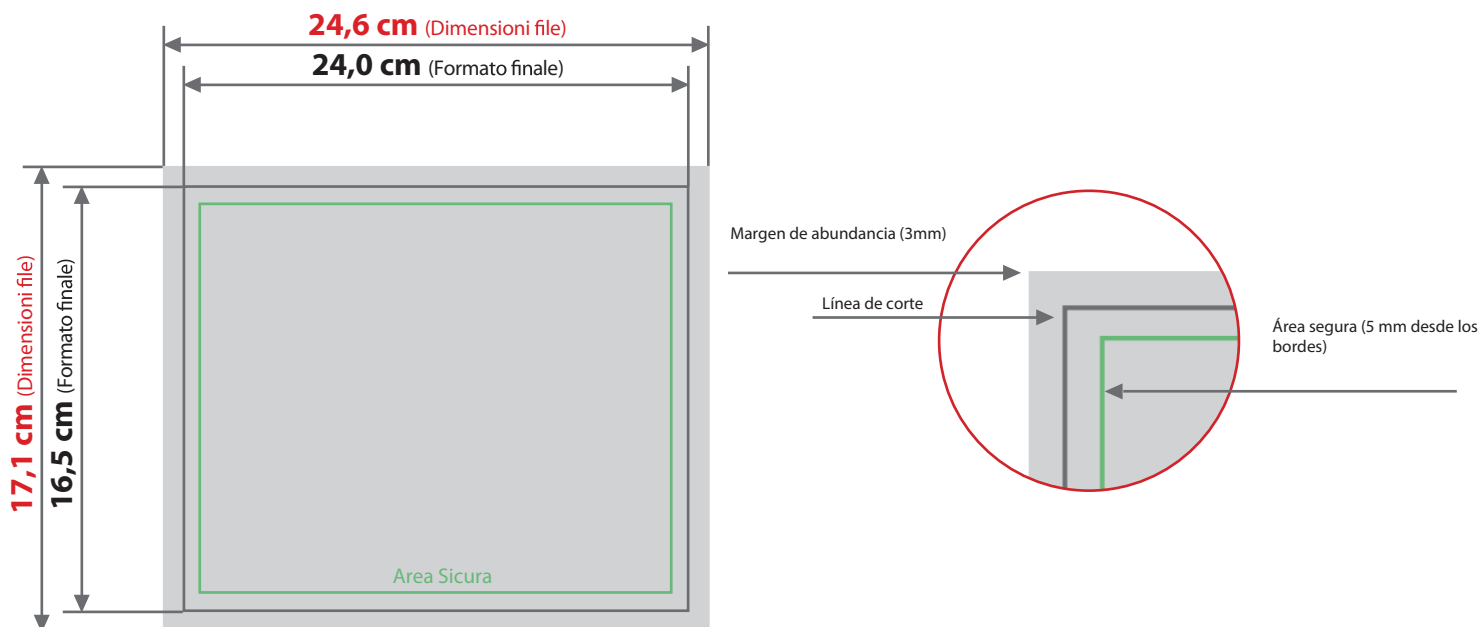 24,6 cm (Dimensioni file)
24,0 cm (Formato finale)
17,1 cm (Dimensioni file)
16,5 cm (Formato finale)
Area Sicura
Margen de abundancia (3mm)
Línea de corte
Área segura (5 mm desde los
bordes)